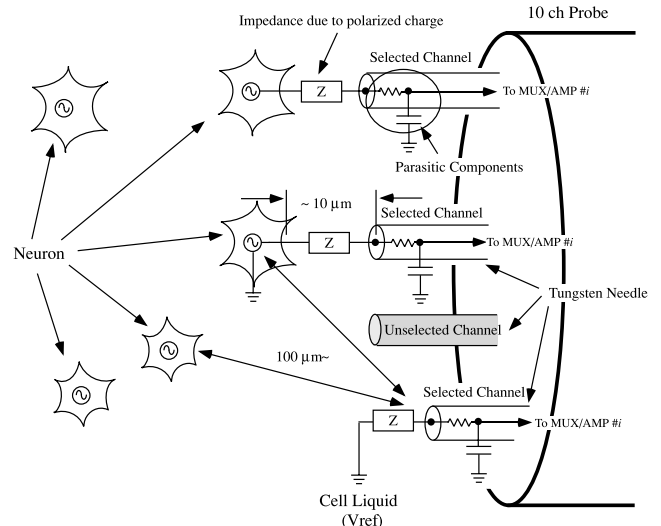 10 ch Probe
Impedance due to polarized charge
Selected Channel
Z
To MUX/AMP #i
Parasitic Components
~ 10 μm
Selected Channel
Z
To MUX/AMP #i
Neuron
Tungsten Needle
Unselected Channel
100 μm~
Selected Channel
Z
To MUX/AMP #i
Cell Liquid
(Vref)